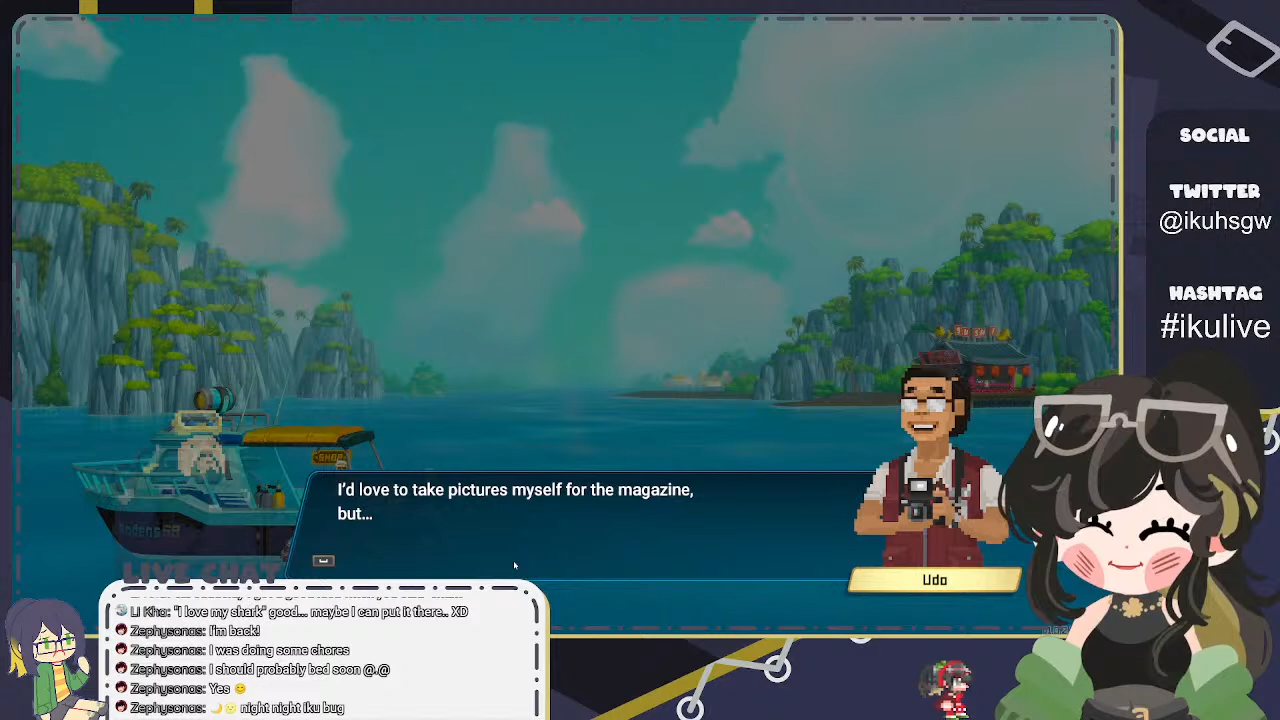 SOCIAL
TWITTER
@ikuhsgw
HASHTAG
#ikulive
SHOP
I'd love to take pictures myself for the magazine,
but...
Udo
LIVE CHAT
Li Kha: "I love my shark" good... maybe I can put it there.. XD
Zephysonas: I'm back!
Zephysonas: I was doing some chores
Zephysonas: I should probably bed soon @.@
Zephysonas: Yes 😊
Zephysonas: 🌙🌝 night night iku bug